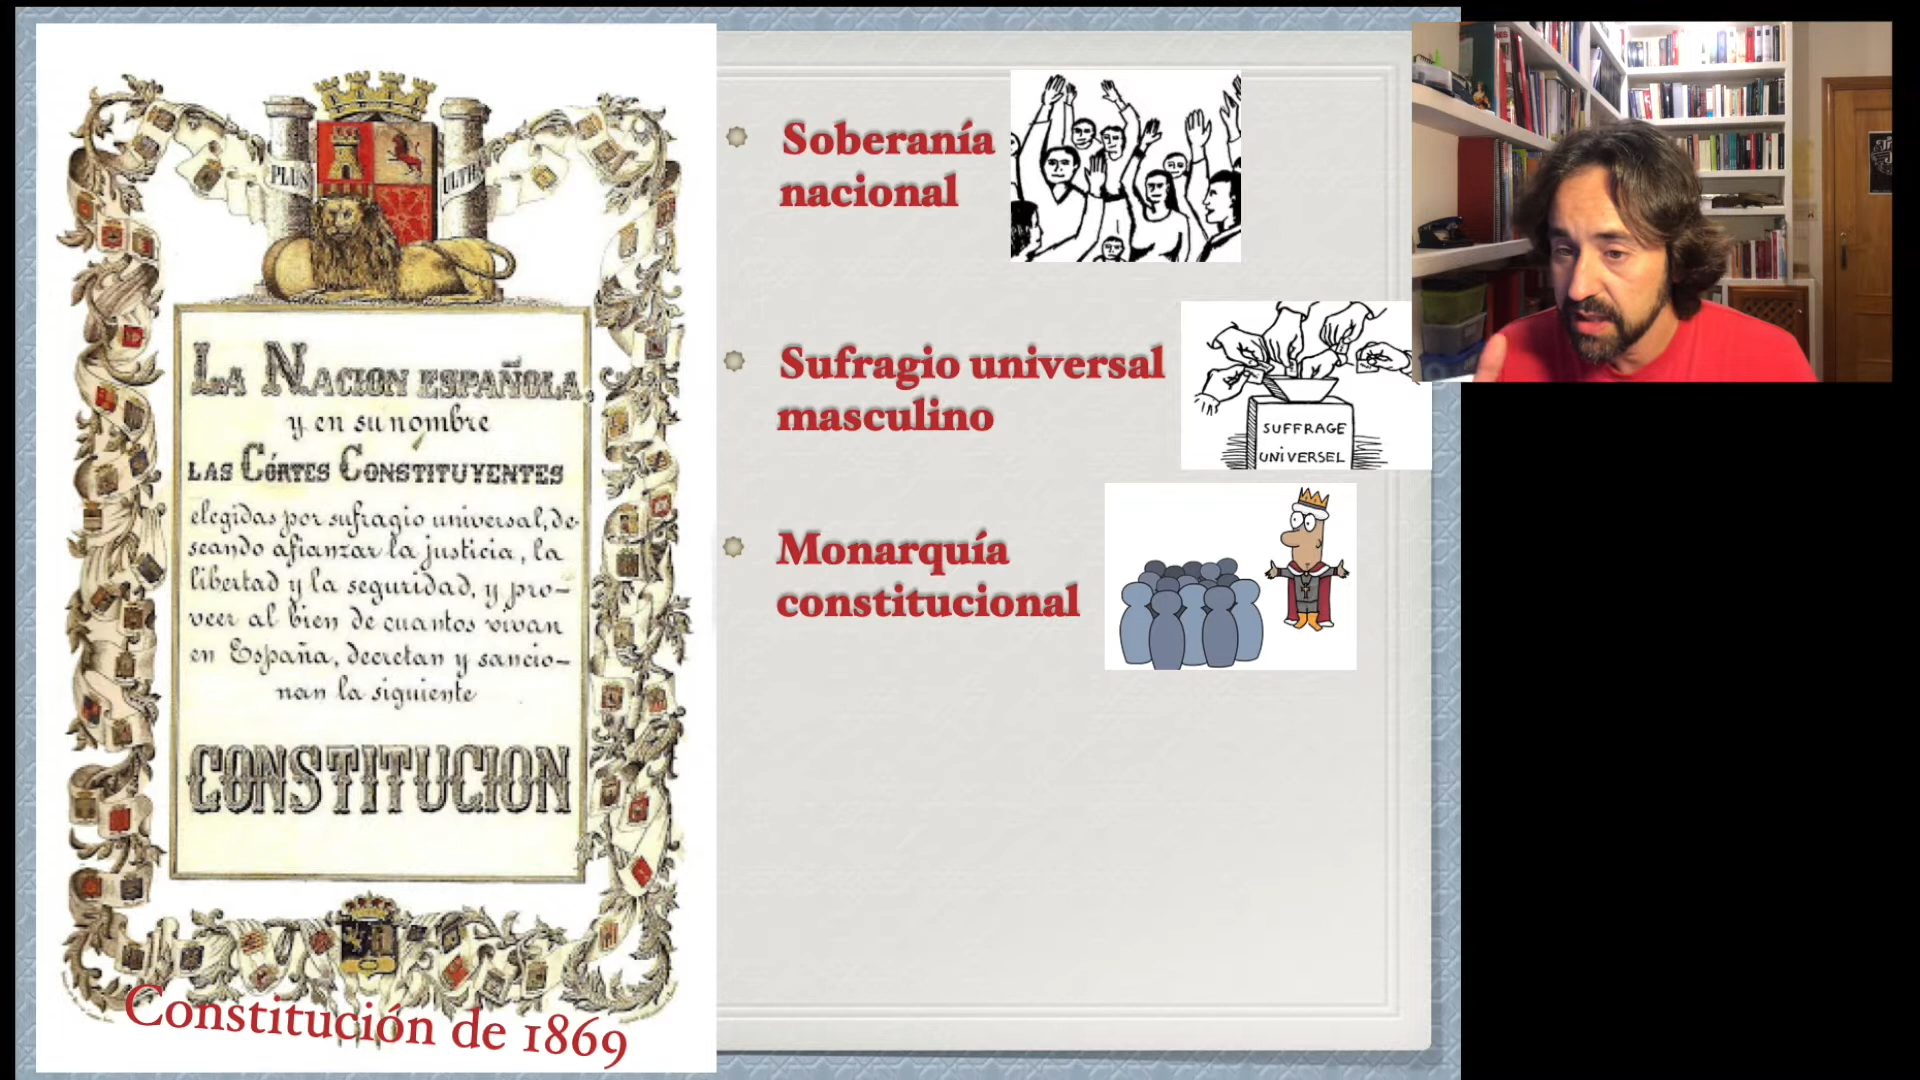 PLUS
ULTRA
LA NACION ESPAÑOLA,
y en su nombre
LAS CÓRTES CONSTITUYENTES
elegidas por sufragio universal, de-
seando afianzar la justicia, la
libertad y la seguridad, y pro-
veer al bien de cuantos vivan
en España, decretan y sancio-
nan la siguiente
CONSTITUCION
Constitución de 1869
Soberanía
nacional
Sufragio universal
masculino
SUFFRAGE
UNIVERSEL
Monarquía
constitucional